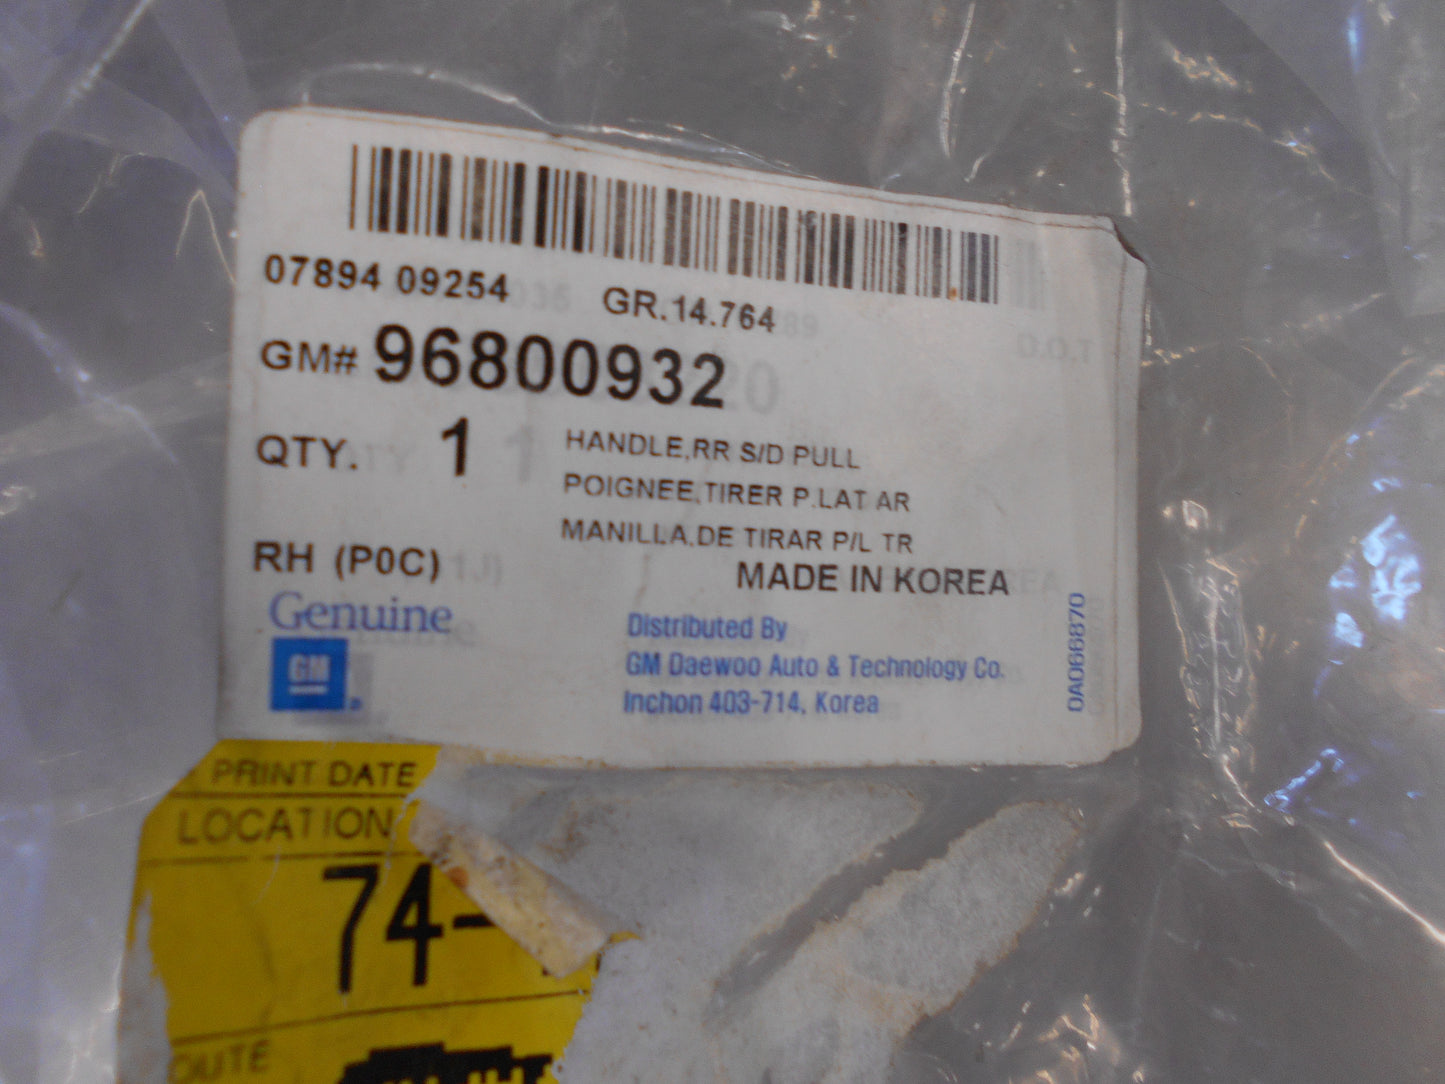 07894 09254 GR.14.764
GM# 96800932
QTY. 1 HANDLE,RR S/D PULL
POIGNEE,TIRER P.LAT AR
MANILLA,DE TIRAR P/L TR
RH (P0C) MADE IN KOREA
Genuine
GM
Distributed By
GM Daewoo Auto & Technology Co.
Inchon 403-714, Korea
0A066870
D.O.T
PRINT DATE
LOCATION
74-